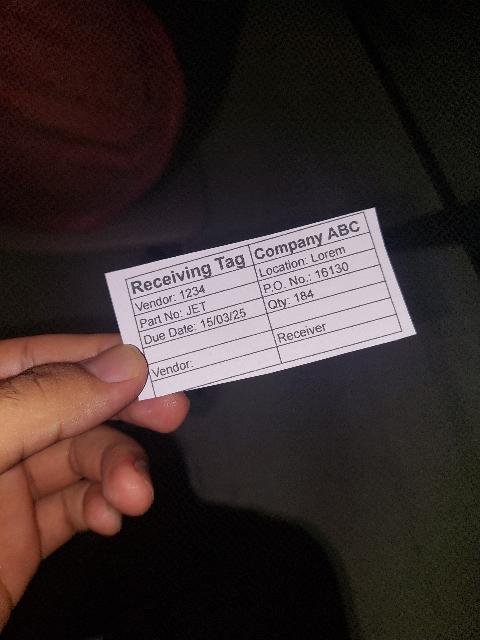 Receiving Tag Company ABC
Vendor: 1234 Location: Lorem
Part No: JET P.O. No.: 16130
Due Date: 15/03/25 Qty: 184
Vendor: Receiver